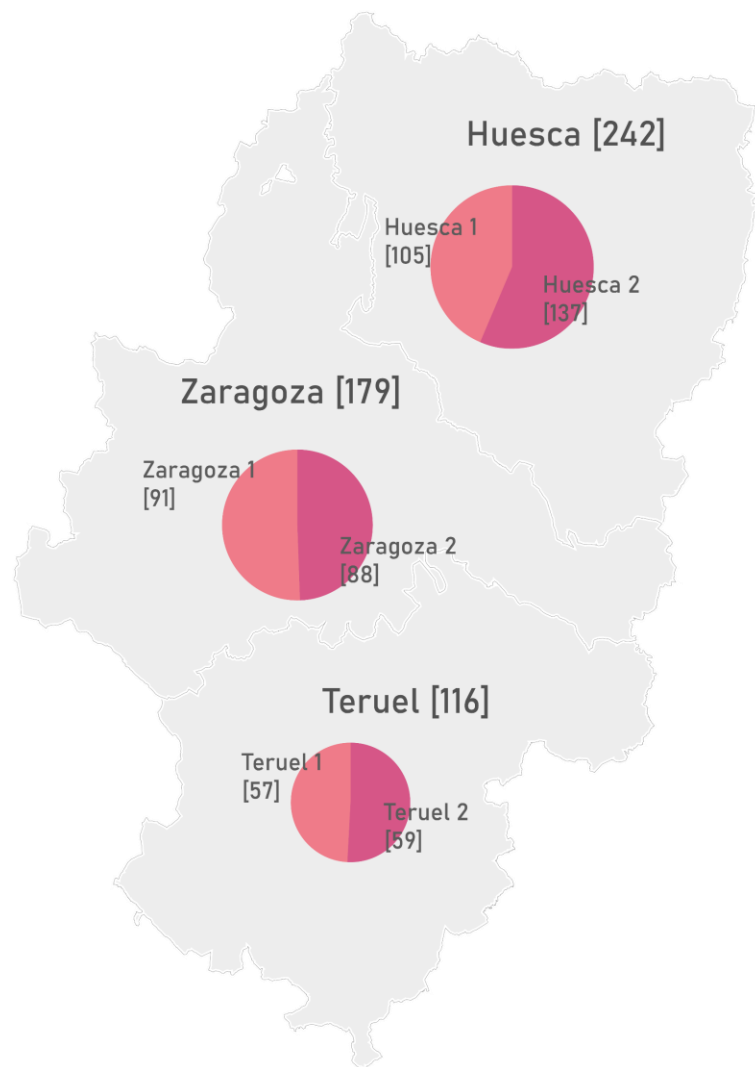 Huesca [242]
Huesca 1
[105]
Huesca 2
[137]
Zaragoza [179]
Zaragoza 1
[91]
Zaragoza 2
[88]
Teruel [116]
Teruel 1
[57]
Teruel 2
[59]